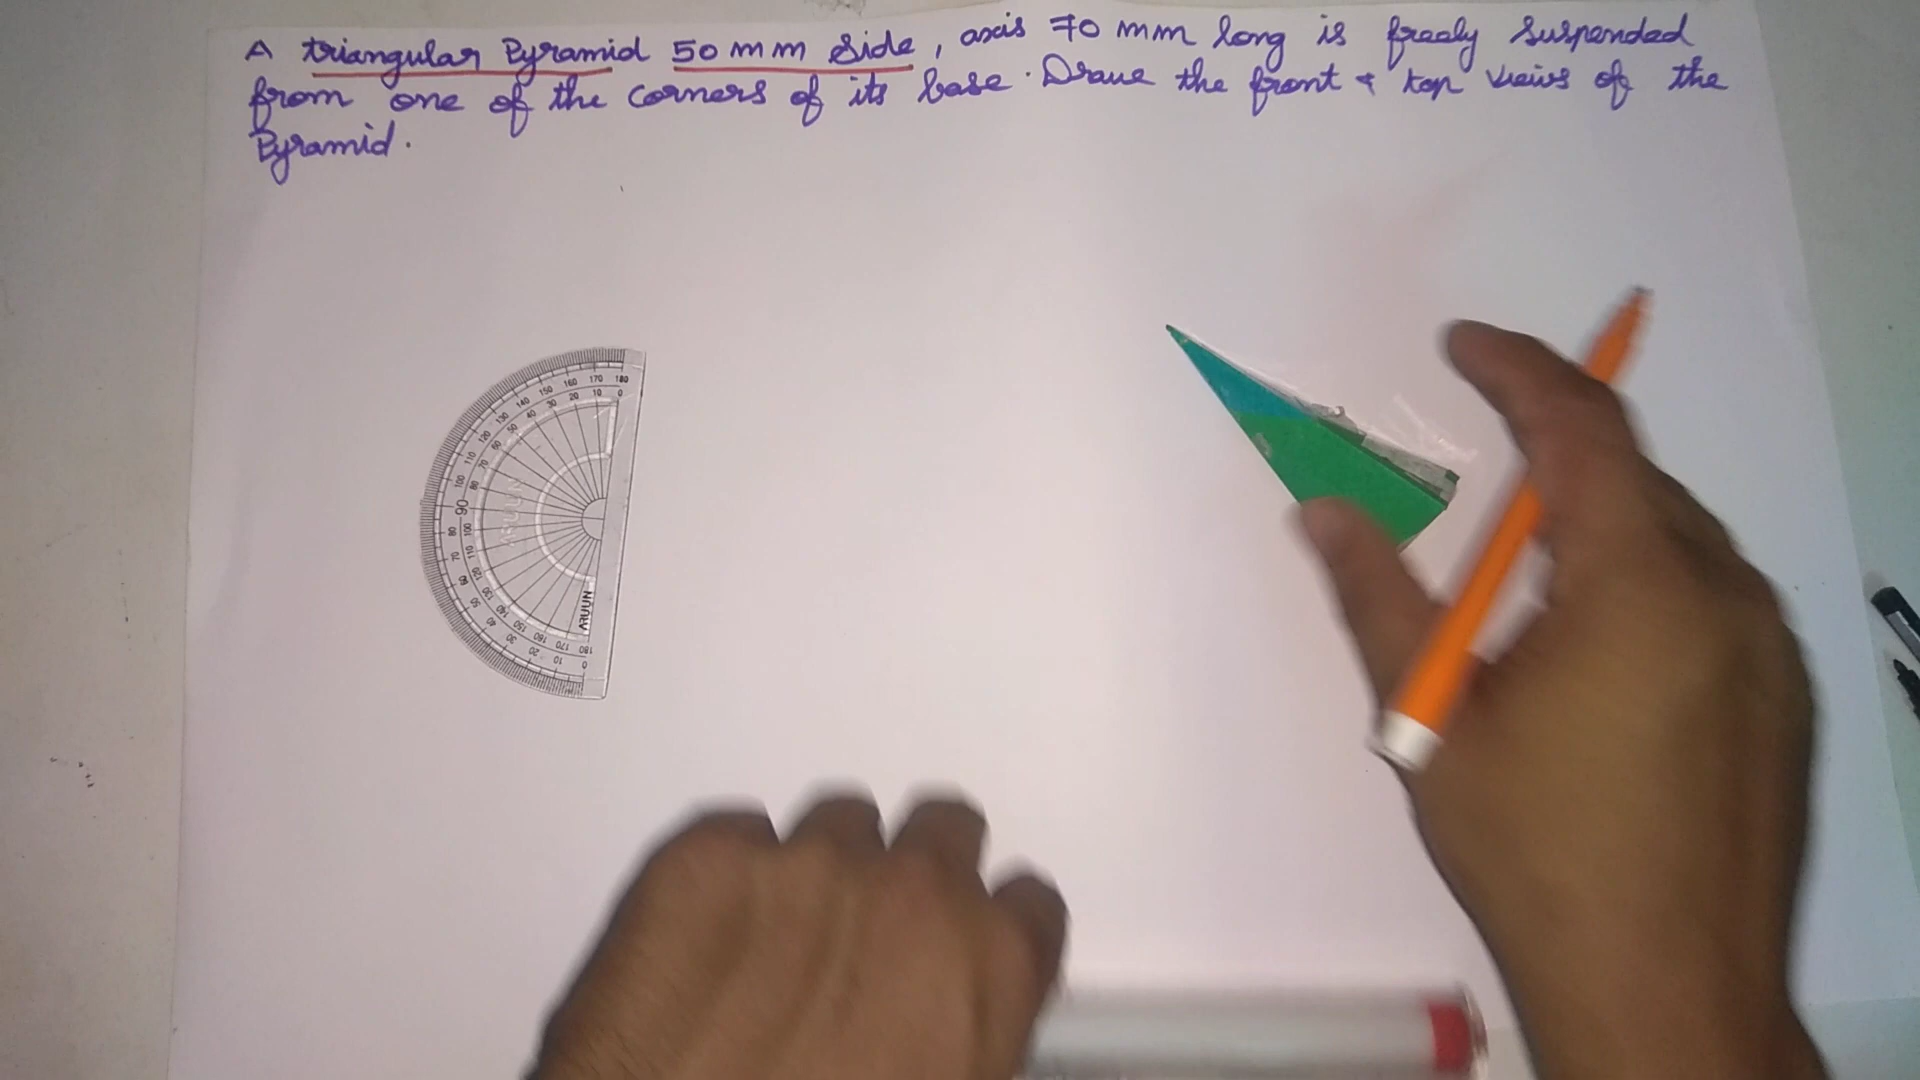 A triangular Pyramid 50 mm side, axis 70 mm long is freely suspended
from one of the corners of its base. Draw the front & top views of the
Pyramid.
ARUUN